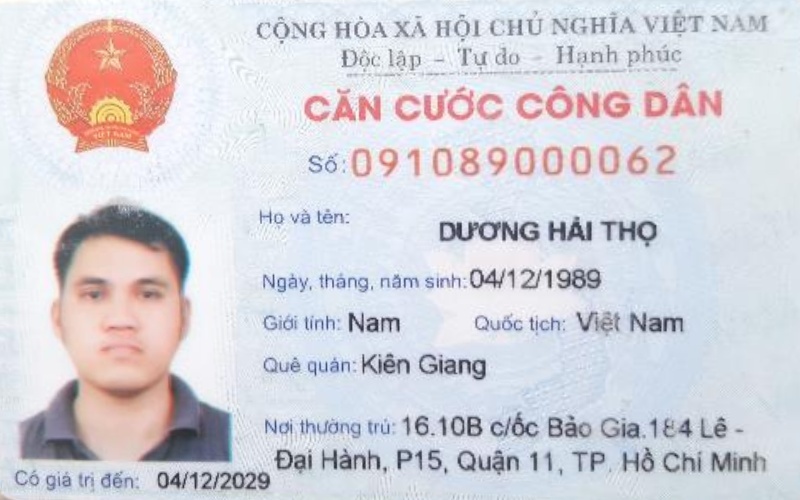 CỘNG HÒA XÃ HỘI CHỦ NGHĨA VIỆT NAM
Độc lập – Tự do – Hạnh phúc
CĂN CƯỚC CÔNG DÂN
Số: 091089000062
Họ và tên:
DƯƠNG HẢI THỌ
Ngày, tháng, năm sinh: 04/12/1989
Giới tính: Nam Quốc tịch: Việt Nam
Quê quán: Kiên Giang
Nơi thường trú: 16.10B c/ốc Bảo Gia.184 Lê -
Đại Hành, P15, Quận 11, TP. Hồ Chí Minh
Có giá trị đến: 04/12/2029